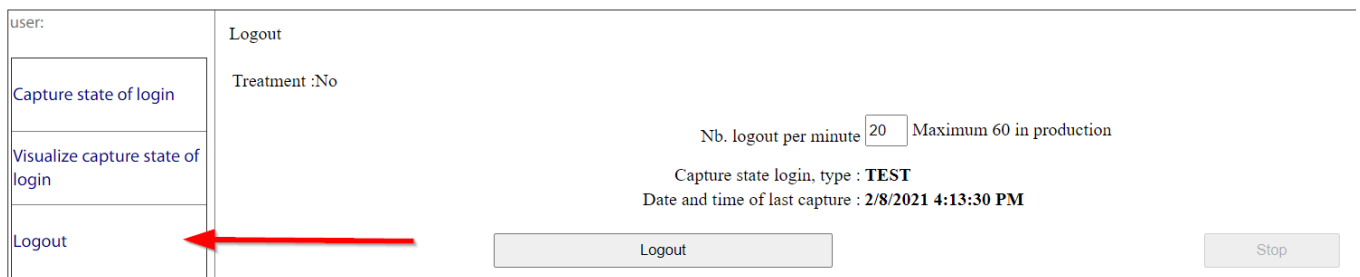 user:
Capture state of login
Visualize capture state of
login
Logout
Logout
Treatment :No
Nb. logout per minute 20 Maximum 60 in production
Capture state login, type : TEST
Date and time of last capture : 2/8/2021 4:13:30 PM
Logout Stop